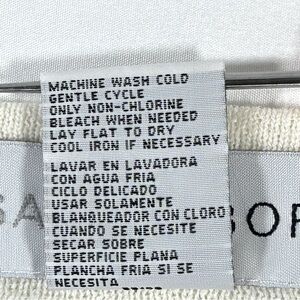 MACHINE WASH COLD
GENTLE CYCLE
ONLY NON-CHLORINE
BLEACH WHEN NEEDED
LAY FLAT TO DRY
COOL IRON IF NECESSARY
LAVAR EN LAVADORA
CON AGUA FRIA
CICLO DELICADO
USAR SOLAMENTE
BLANQUEADOR CON CLORO
CUANDO SE NECESITE
SECAR SOBRE
SUPERFICIE PLANA
PLANCHA FRIA SI SE
NECESITA